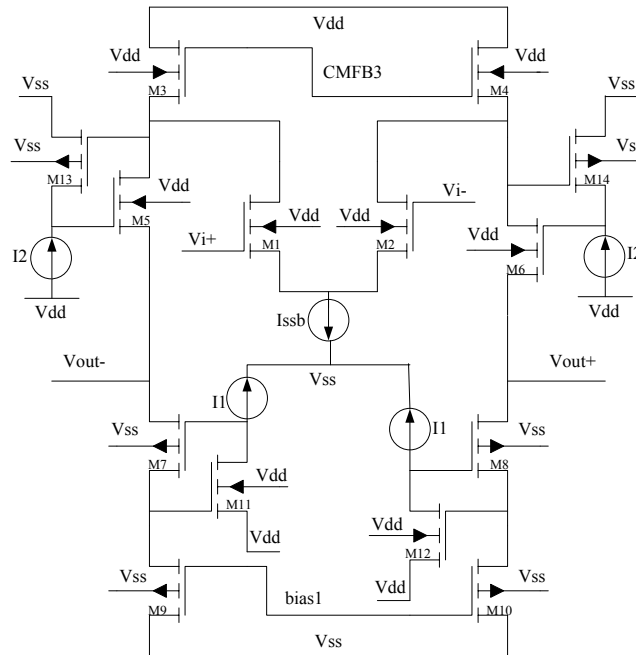 Vdd
Vdd
Vdd
CMFB3
M3
M4
Vss
Vss
Vss
Vs
M13
M14
Vdd
Vi-
M5
Vdd
Vdd
Vdd
Vi+
M1
M2
M6
I2
I2
Vdd
Vdd
Issb
Vout-
Vss
Vout+
I1
I1
Vss
Vss
M7
M8
Vdd
M11
Vdd
Vdd
M12
Vss
Vdd
Vss
M9
bias1
M10
Vss